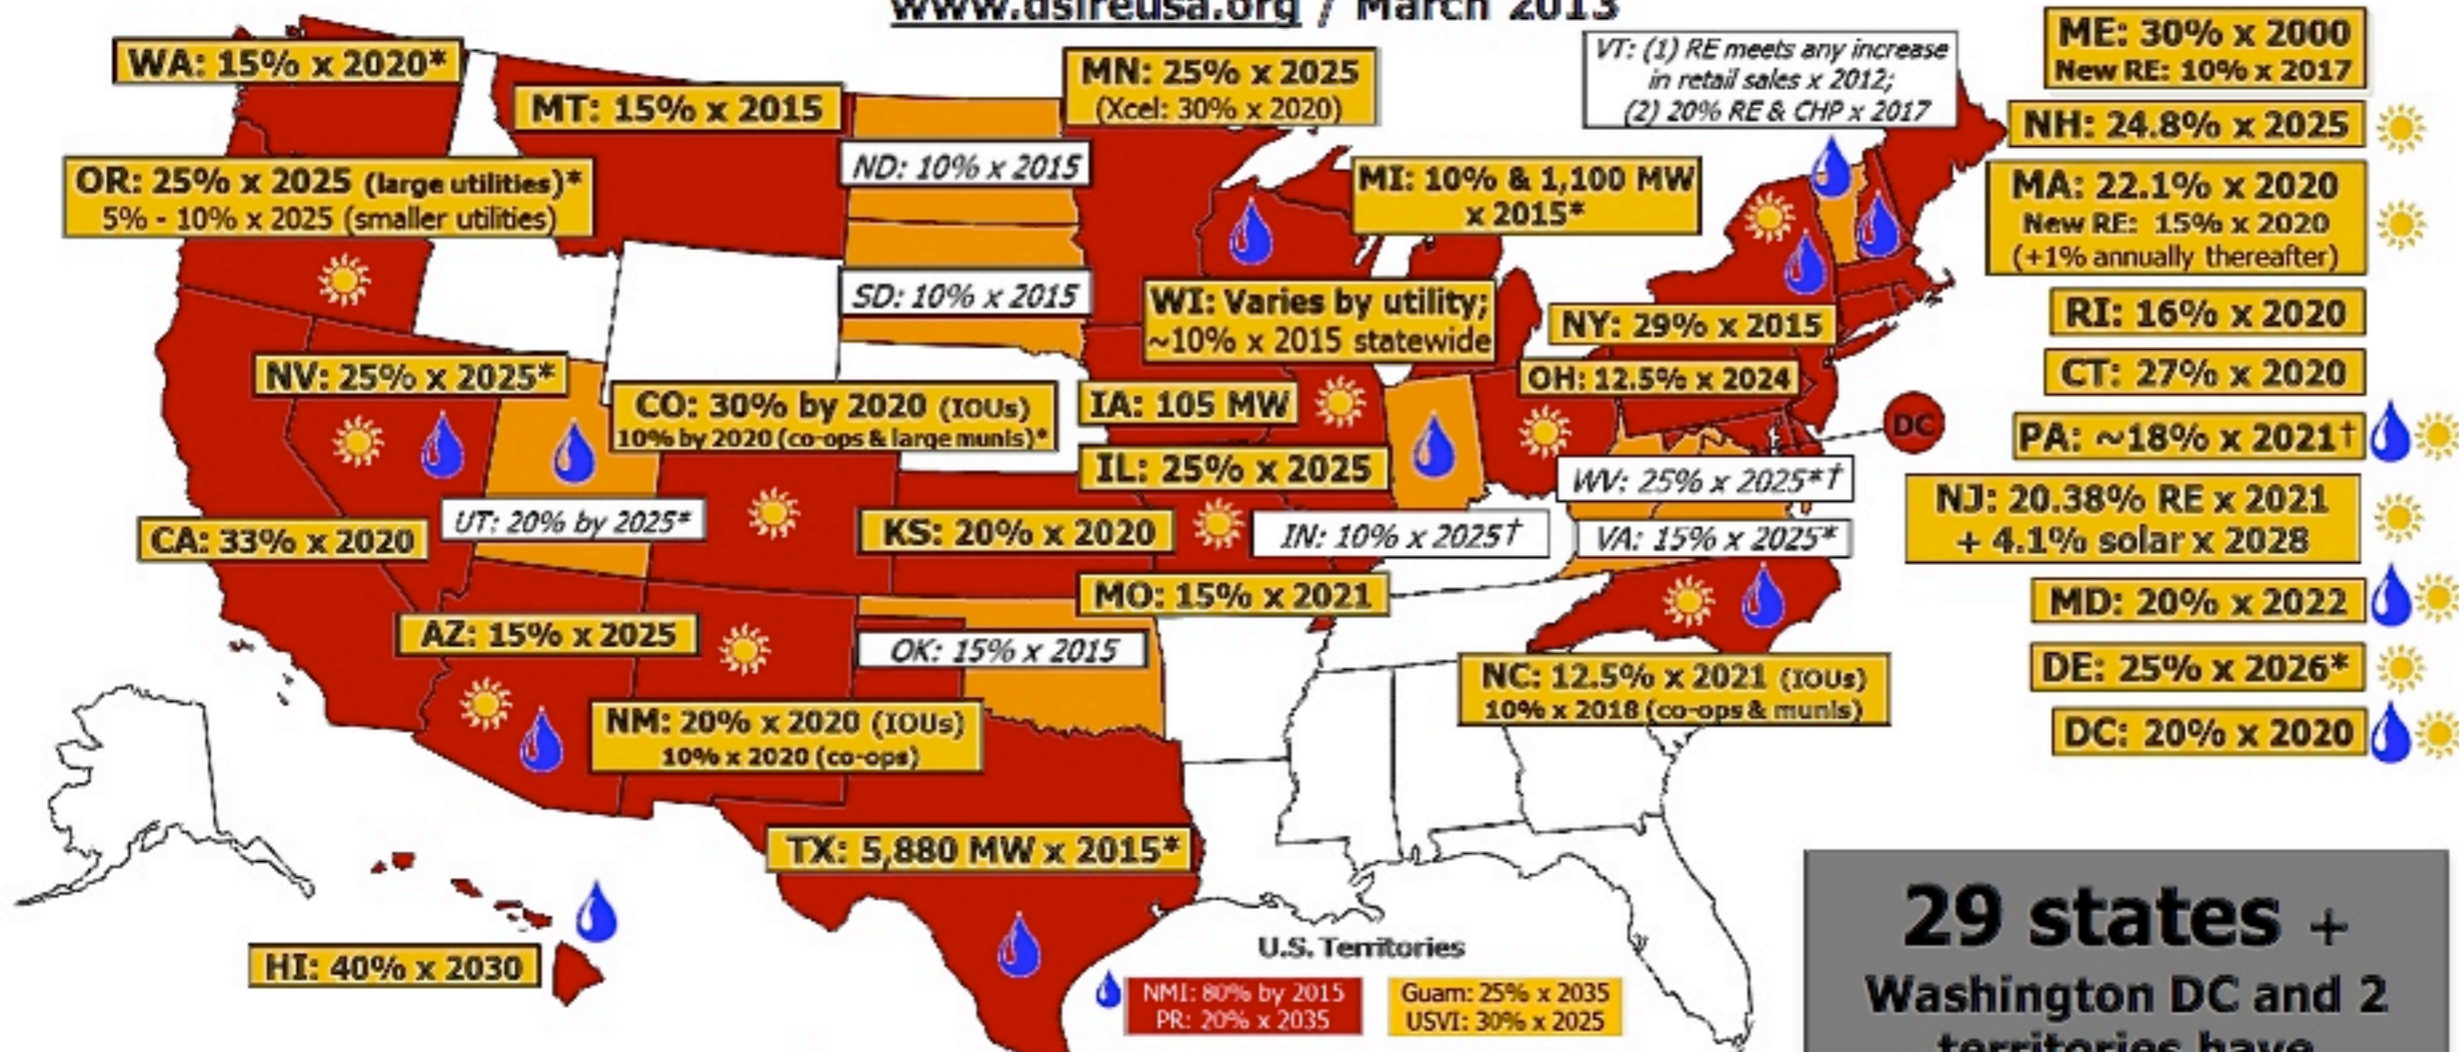 www.dsireusa.org / March 2013
WA: 15% x 2020*
MT: 15% x 2015
MN: 25% x 2025
(Xcel: 30% x 2020)
VT: (1) RE meets any increase
in retail sales x 2012;
(2) 20% RE & CHP x 2017
ME: 30% x 2000
New RE: 10% x 2017
NH: 24.8% x 2025
OR: 25% x 2025 (large utilities)*
5% - 10% x 2025 (smaller utilities)
ND: 10% x 2015
MI: 10% & 1,100 MW
x 2015*
MA: 22.1% x 2020
New RE: 15% x 2020
(+1% annually thereafter)
SD: 10% x 2015
WI: Varies by utility;
~10% x 2015 statewide
NY: 29% x 2015
RI: 16% x 2020
NV: 25% x 2025*
CO: 30% by 2020 (IOUs)
10% by 2020 (co-ops & large munis)*
IA: 105 MW
OH: 12.5% x 2024
CT: 27% x 2020
DC
PA: ~18% x 2021†
IL: 25% x 2025
WV: 25% x 2025*†
UT: 20% by 2025*
KS: 20% x 2020
IN: 10% x 2025†
VA: 15% x 2025*
NJ: 20.38% RE x 2021
+ 4.1% solar x 2028
CA: 33% x 2020
MO: 15% x 2021
MD: 20% x 2022
AZ: 15% x 2025
OK: 15% x 2015
NC: 12.5% x 2021 (IOUs)
10% x 2018 (co-ops & munis)
DE: 25% x 2026*
NM: 20% x 2020 (IOUs)
10% x 2020 (co-ops)
DC: 20% x 2020
TX: 5,880 MW x 2015*
HI: 40% x 2030
U.S. Territories
NMI: 80% by 2015
PR: 20% x 2035
Guam: 25% x 2035
USVI: 30% x 2025
29 states +
Washington DC and 2
territories have